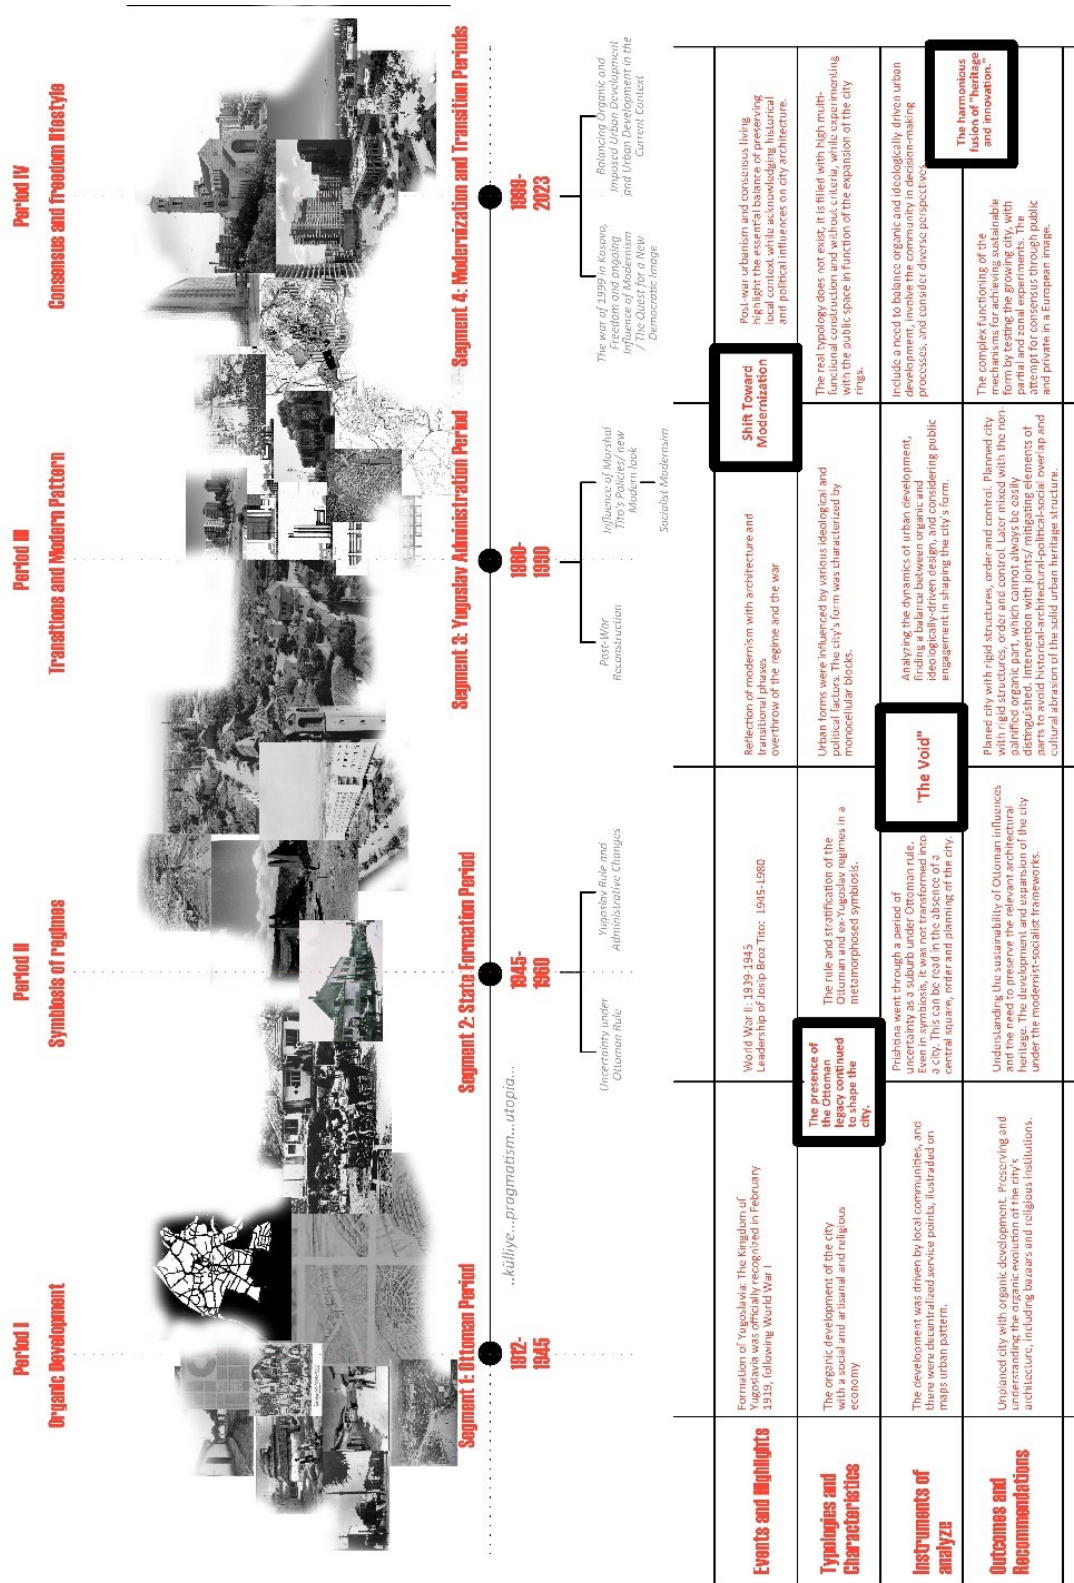 Period I
Period II
Period III
Period IV
Organic Development
Symbosis of regimes
Transitions and Modern Pattern
Consensus and freedom lifestyle
Segment 1: Ottoman Period
Segment 2: State Formation Period
Segment 3: Yugoslav Administration Period
Segment 4: Modernization and Transition Periods
..külliye...pragmatism...utopia...
1912-
1945
1945-
1960
1980-
1990
1999-
2023
Uncertainty under
Ottoman Rule
Yugoslav Rule and
Administrative Changes
Post-War
Reconstruction
Influence of Marshal
Tito's Policies/ new
Modern look
Socialist Modernsim
The war of 1999 in Kosovo,
Freedom and ongoing
Influence of Modernism
/ The Quest for a New
Democratic Image
Balancing Organic and
Imposed Urban Development
and Urban Development in the
Current Context
Events and Highlights
Formation of Yugoslavia: The Kingdom of
Yugoslavia was officially recognized in February
1919, following World War I
World War II: 1939-1945
Leadership of Josip Broz Tito: 1945-1980
Reflection of modernism with architecture and
transitional phases
overthrow of the regime and the war
Shift Toward
Modernization
Post-war urbanism and consensus living
highlight the essential balance of preserving
local context while acknowledging historical
and political influences on city architecture.
Typologies and
Characteristics
The organic development of the city
with a social and artisanal and religious
economy
The presence of
the Ottoman
legacy continued
to shape the
city.
The rule and stratification of the
Ottoman and ex-Yugoslav regimes in a
metamorphosed symbiosis.
Urban forms were influenced by various ideological and
political factors. The city's form was characterized by
monocellular blocks.
The real typology does not exist, it is filled with high multi-
functional construction and without criteria, while experimenting
with the public space in function of the expansion of the city
rings.
Instruments of
analyze
The development was driven by local communities, and
there were decentralized service points, ilustraded on
maps urban pattern.
Prishtina went through a period of
uncertainty as a suburb under Ottoman rule.
Even in symbiosis, it was not transformed into
a city. This can be read in the absence of a
central square, order and planning of the city.
'The Void"
Analyzing the dynamics of urban development,
finding a balance between organic and
ideologically-driven design, and considering public
engagement in shaping the city's form.
Include a need to balance organic and ideologically driven urban
development, involve the community in decision-making
processes, and consider diverse perspectives.
Outcomes and
Recommendations
Unplaned city with organic development. Preserving and
understanding the organic evolution of the city's
architecture, including bazaars and religious institutions.
Understanding the sustainability of Ottoman influences
and the need to preserve the relevant architectural
heritage. The development and expansion of the city
under the modernist-socialist frameworks.
Planed city with rigid structures, order and control. Planned city
with rigid structures, order and control. Later mixed with the non-
palnified organic part, which cannot always be easily
distinguished. Intervention with joints/ mitigating elements of
parts to avoid historical-architectural-political-social overlap and
cultural abrasion of the solid urban heritage structure.
The complex functioning of the
mechanisms for achieving sustainable
form by testing the growing city, with
partial and zonal experiments. The
attempt for consensus through public
and private in a European image.
The harmonious
fusion of "heritage
and innovation."